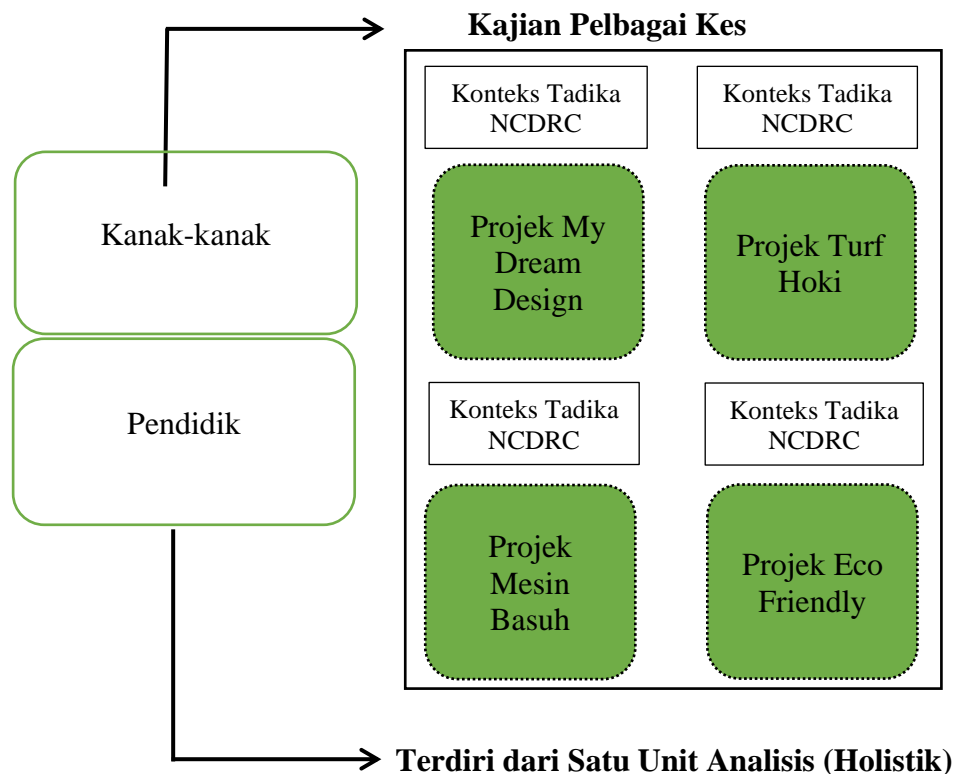 Kajian Pelbagai Kes
Konteks Tadika
NCDRC
Konteks Tadika
NCDRC
Kanak-kanak
Projek My
Dream
Design
Projek Turf
Hoki
Pendidik
Konteks Tadika
NCDRC
Konteks Tadika
NCDRC
Projek
Mesin
Basuh
Projek Eco
Friendly
Terdiri dari Satu Unit Analisis (Holistik)